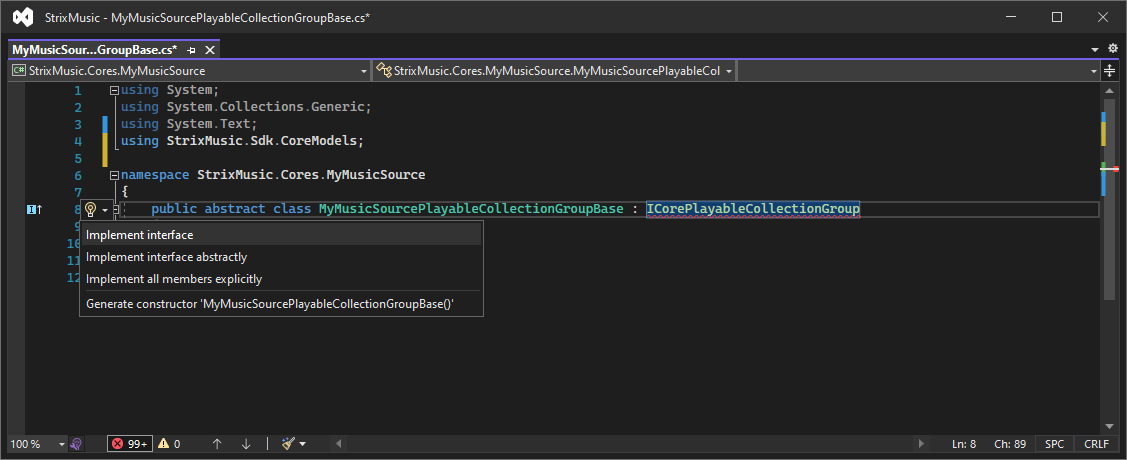 StrixMusic - MyMusicSourcePlayableCollectionGroupBase.cs*
MyMusicSour...GroupBase.cs*
StrixMusic.Cores.MyMusicSource
StrixMusic.Cores.MyMusicSource.MyMusicSourcePlayableCol
1 using System;
2 using System.Collections.Generic;
3 using System.Text;
4 using StrixMusic.Sdk.CoreModels;
5
6 namespace StrixMusic.Cores.MyMusicSource
7 {
8 public abstract class MyMusicSourcePlayableCollectionGroupBase : ICorePlayableCollectionGroup
9
Implement interface
10
Implement interface abstractly
11
12 Implement all members explicitly
Generate constructor 'MyMusicSourcePlayableCollectionGroupBase()'
100 % 99+ 0 Ln: 8 Ch: 89 SPC CRLF